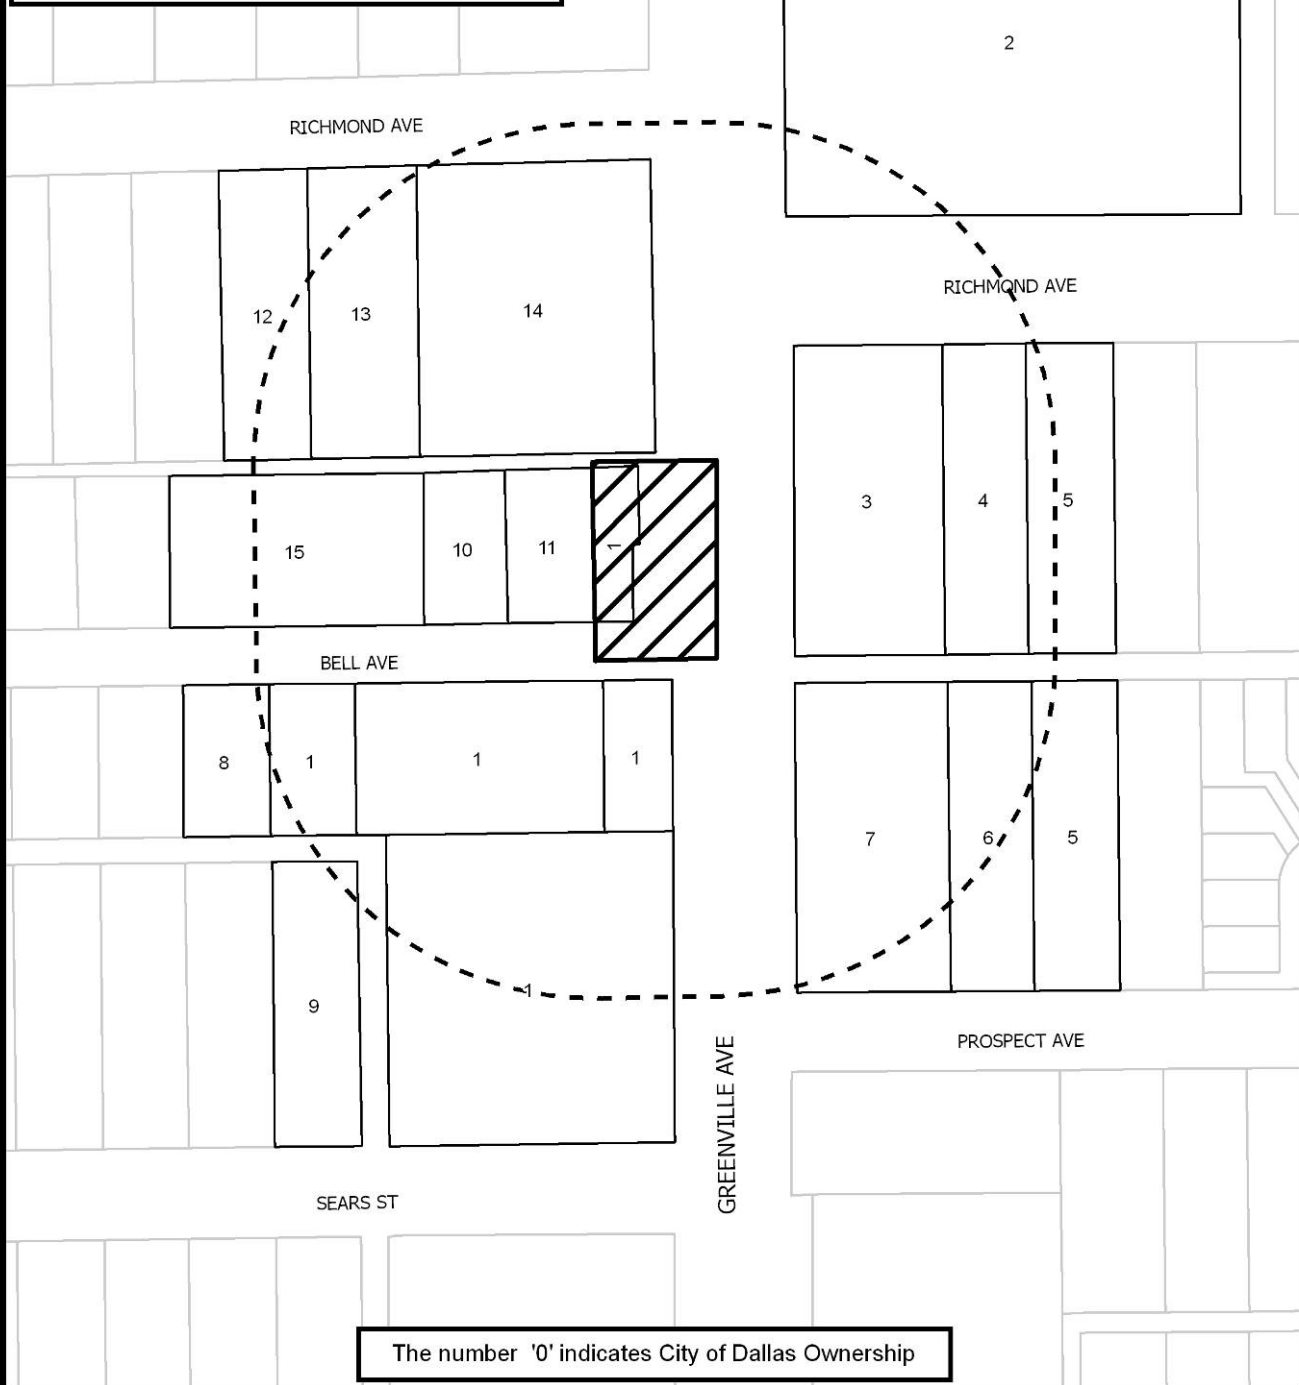 2
RICHMOND AVE
RICHMOND AVE
12
13
14
3
4
5
15
10
11
1
BELL AVE
8
1
1
1
7
6
5
9
1
GREENVILLE AVE
PROSPECT AVE
SEARS ST
The number '0' indicates City of Dallas Ownership